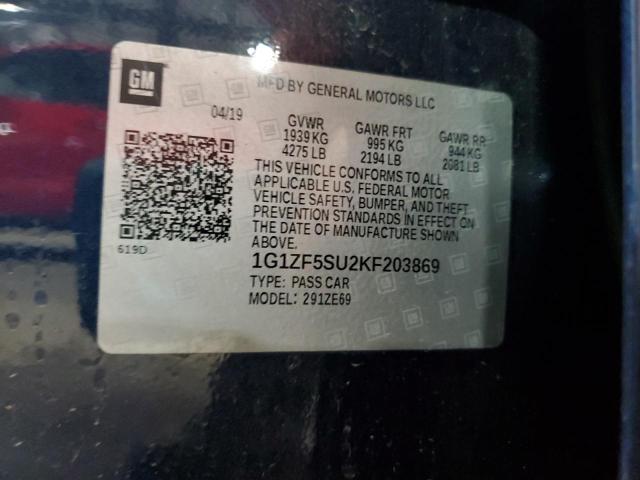 GM
MFD BY GENERAL MOTORS LLC
04/19
GVWR GAWR FRT GAWR RR
1939 KG 995 KG 944 KG
4275 LB 2194 LB 2081 LB
THIS VEHICLE CONFORMS TO ALL
APPLICABLE U.S. FEDERAL MOTOR
VEHICLE SAFETY, BUMPER, AND THEFT
PREVENTION STANDARDS IN EFFECT ON
THE DATE OF MANUFACTURE SHOWN
ABOVE.
619D
1G1ZF5SU2KF203869
TYPE: PASS CAR
MODEL: 291ZE69